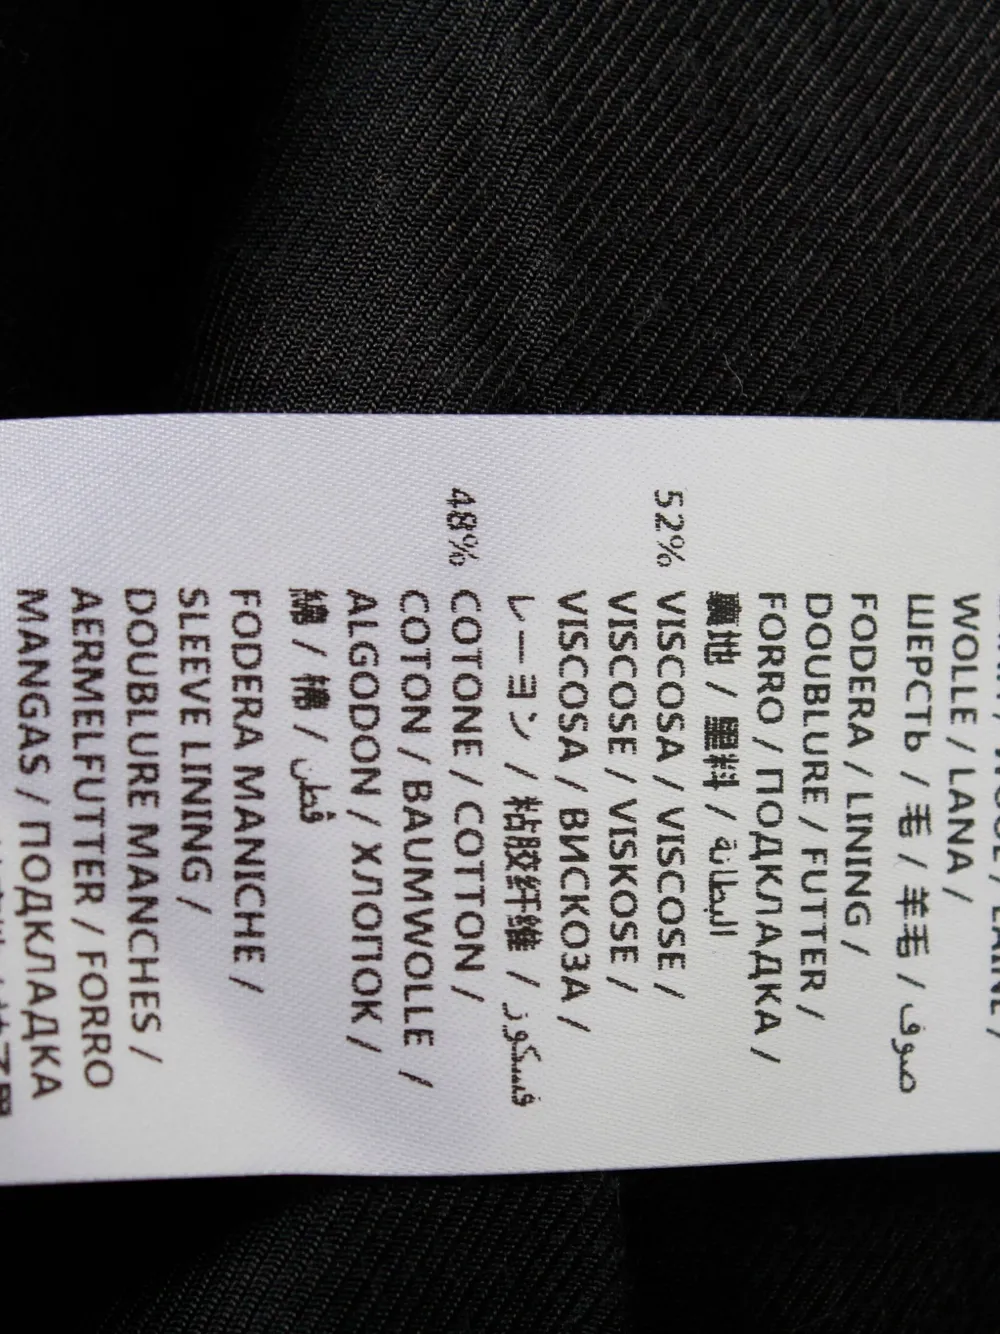 WOLLE / LANA /
ШЕРСТЬ / 毛 / 羊毛 / صوف
FODERA / LINING /
DOUBLURE / FUTTER /
FORRO / ПОДКЛАДКА /
裏地 / 里料 / البطانة
52% VISCOSA / VISCOSE /
VISCOSE / VISKOSE /
VISCOSA / ВИСКОЗА /
レーヨン / 粘胶纤维 / فسكوز
48% COTONE / COTTON /
COTON / BAUMWOLLE /
ALGODON / ХЛОПОК /
綿 / 棉 / قطن
FODERA MANICHE /
SLEEVE LINING /
DOUBLURE MANCHES /
AERMELFUTTER / FORRO
MANGAS / ПОДКЛАДКА